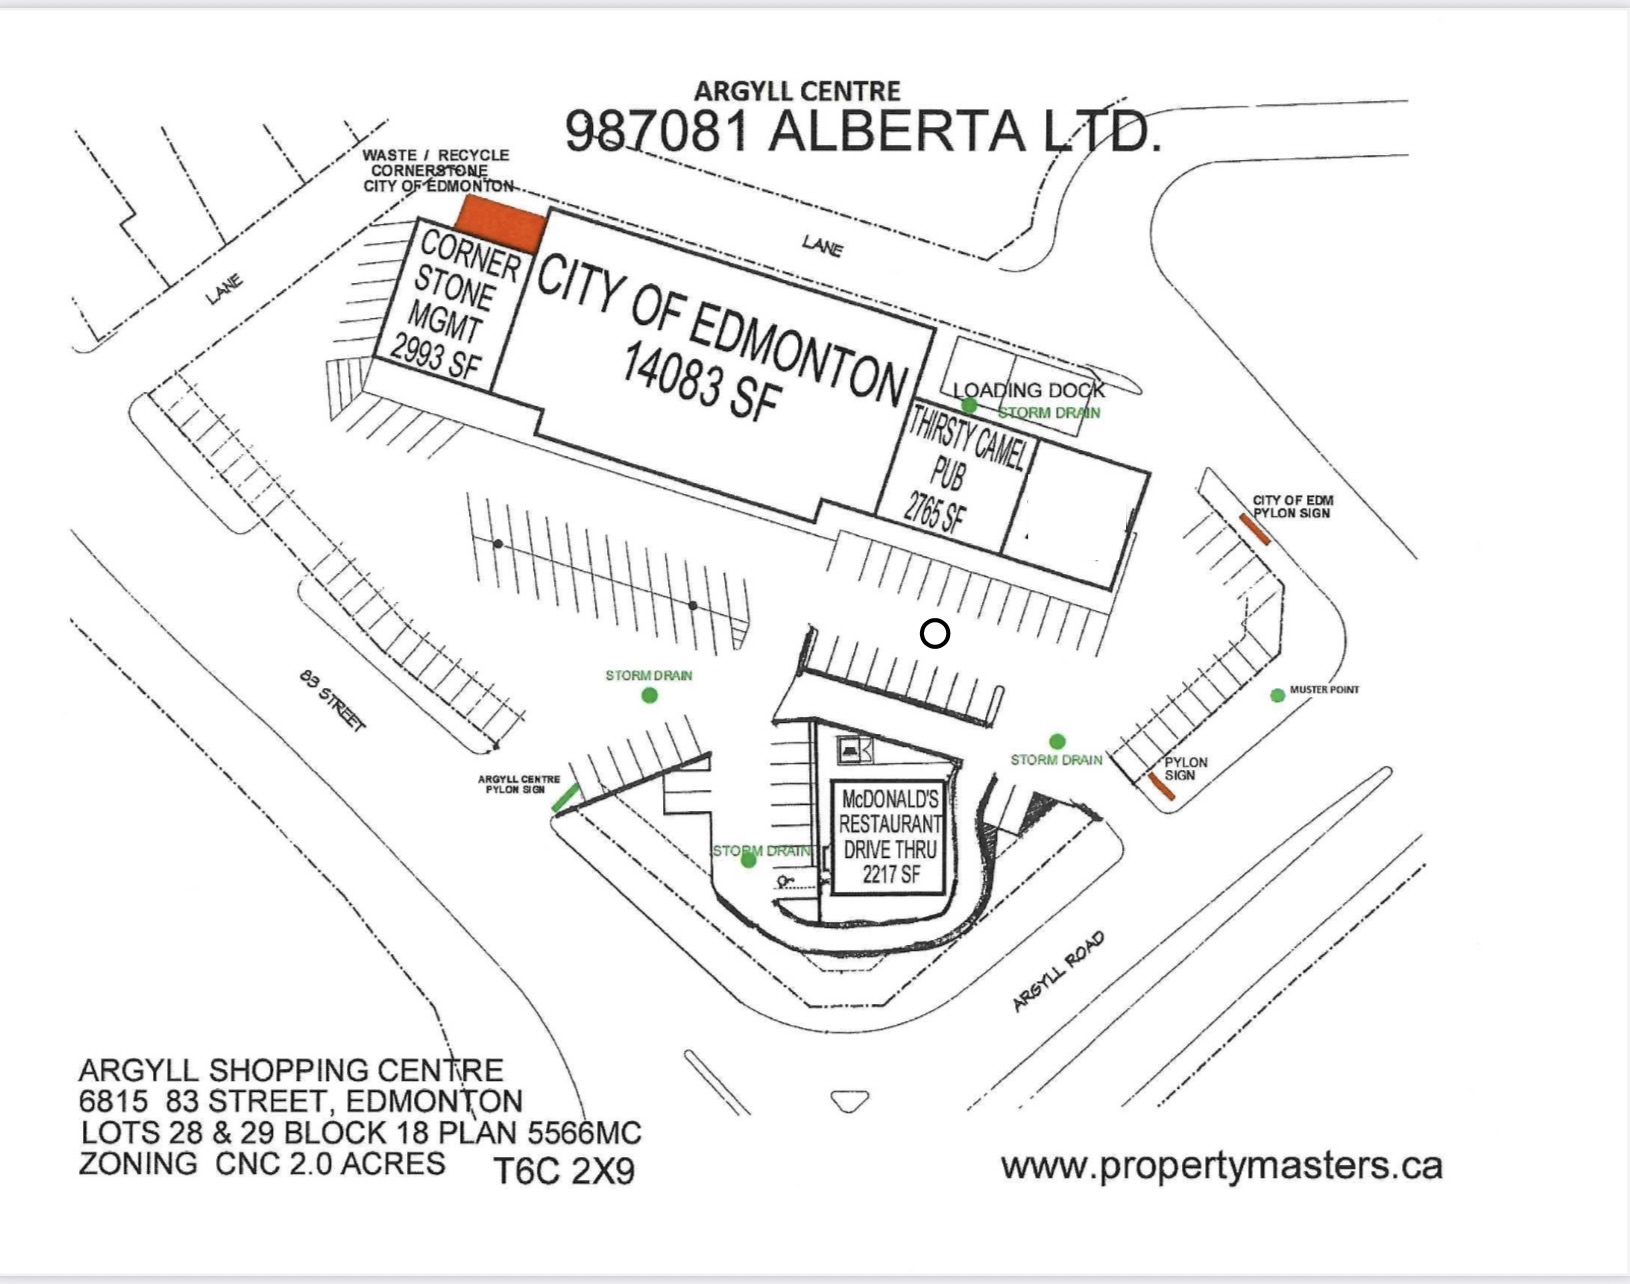 ARGYLL CENTRE
987081 ALBERTA LTD.
WASTE / RECYCLE
CORNERSTONE
CITY OF EDMONTON
LANE
LANE
CORNER
STONE
MGMT
2993 SF
CITY OF EDMONTON
14083 SF
LOADING DOCK
STORM DRAIN
THIRSTY CAMEL
PUB
2765 SF
CITY OF EDM
PYLON SIGN
83 STREET
STORM DRAIN
MUSTER POINT
STORM DRAIN
PYLON
SIGN
ARGYLL CENTRE
PYLON SIGN
McDONALD'S
RESTAURANT
DRIVE THRU
2217 SF
STORM DRAIN
ARGYLL ROAD
ARGYLL SHOPPING CENTRE
6815 83 STREET, EDMONTON
LOTS 28 & 29 BLOCK 18 PLAN 5566MC
ZONING CNC 2.0 ACRES T6C 2X9
www.propertymasters.ca